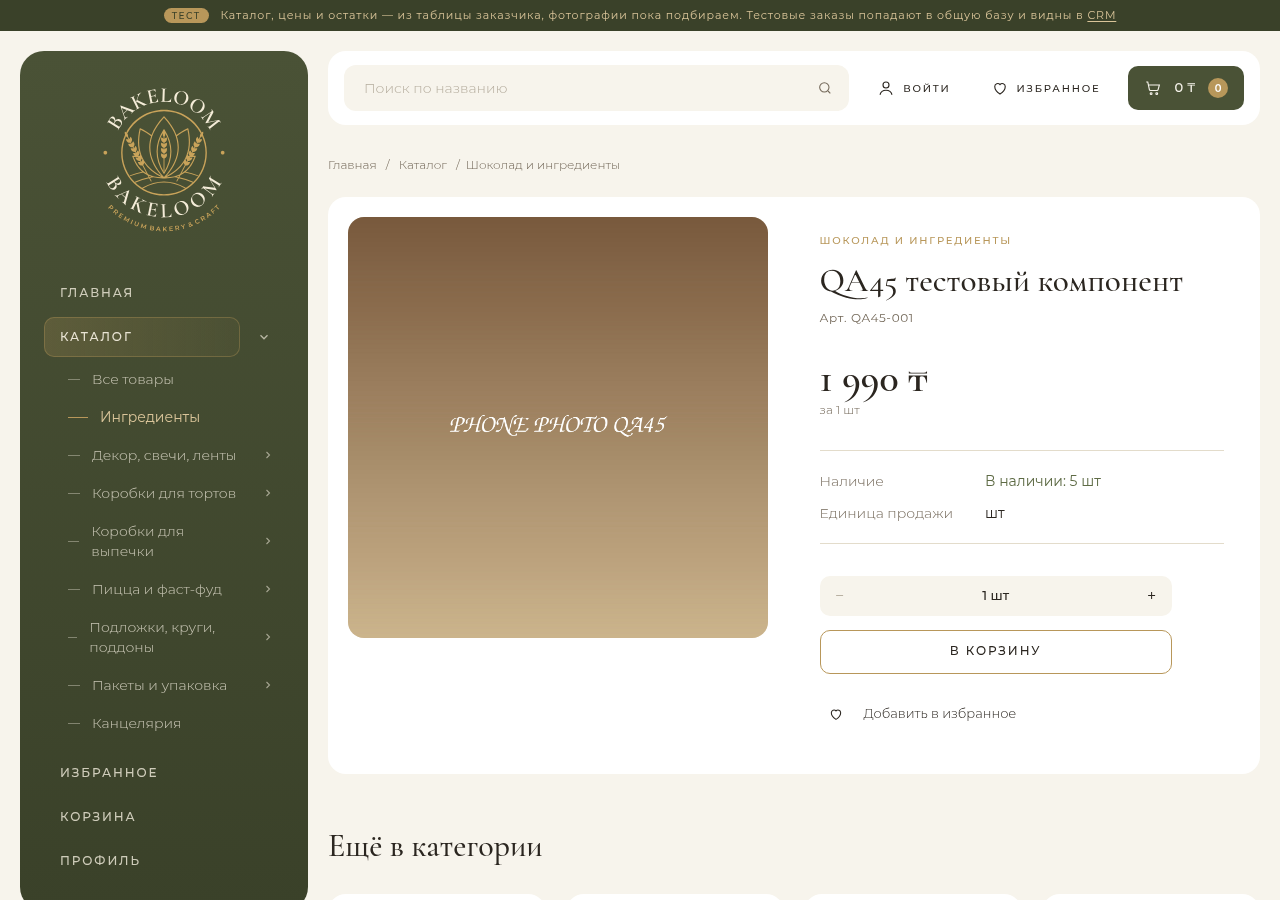 ТЕСТ Каталог, цены и остатки — из таблицы заказчика, фотографии пока подбираем. Тестовые заказы попадают в общую базу и видны в CRM
BAKELOOM
BAKELOOM
PREMIUM BAKERY & CRAFT
ГЛАВНАЯ
КАТАЛОГ
Все товары
Ингредиенты
Декор, свечи, ленты
Коробки для тортов
Коробки для
выпечки
Пицца и фаст-фуд
Подложки, круги,
поддоны
Пакеты и упаковка
Канцелярия
ИЗБРАННОЕ
КОРЗИНА
ПРОФИЛЬ
Поиск по названию
ВОЙТИ
ИЗБРАННОЕ
0 ₸ 0
Главная / Каталог / Шоколад и ингредиенты
PHONE PHOTO QA45
ШОКОЛАД И ИНГРЕДИЕНТЫ
QA45 тестовый компонент
Арт. QA45-001
1 990 ₸
за 1 шт
Наличие В наличии: 5 шт
Единица продажи шт
− 1 шт +
В КОРЗИНУ
Добавить в избранное
Ещё в категории